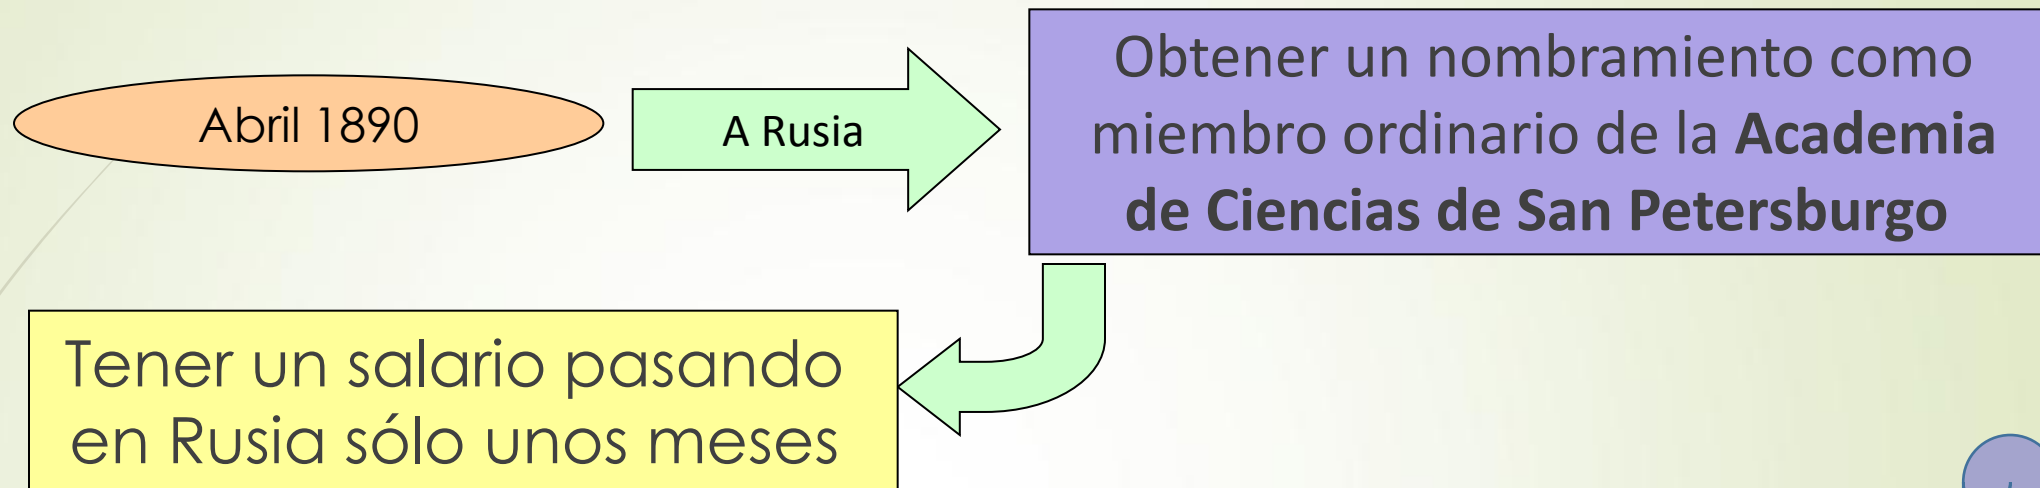 Abril 1890
A Rusia
Obtener un nombramiento como
miembro ordinario de la Academia
de Ciencias de San Petersburgo
Tener un salario pasando
en Rusia sólo unos meses